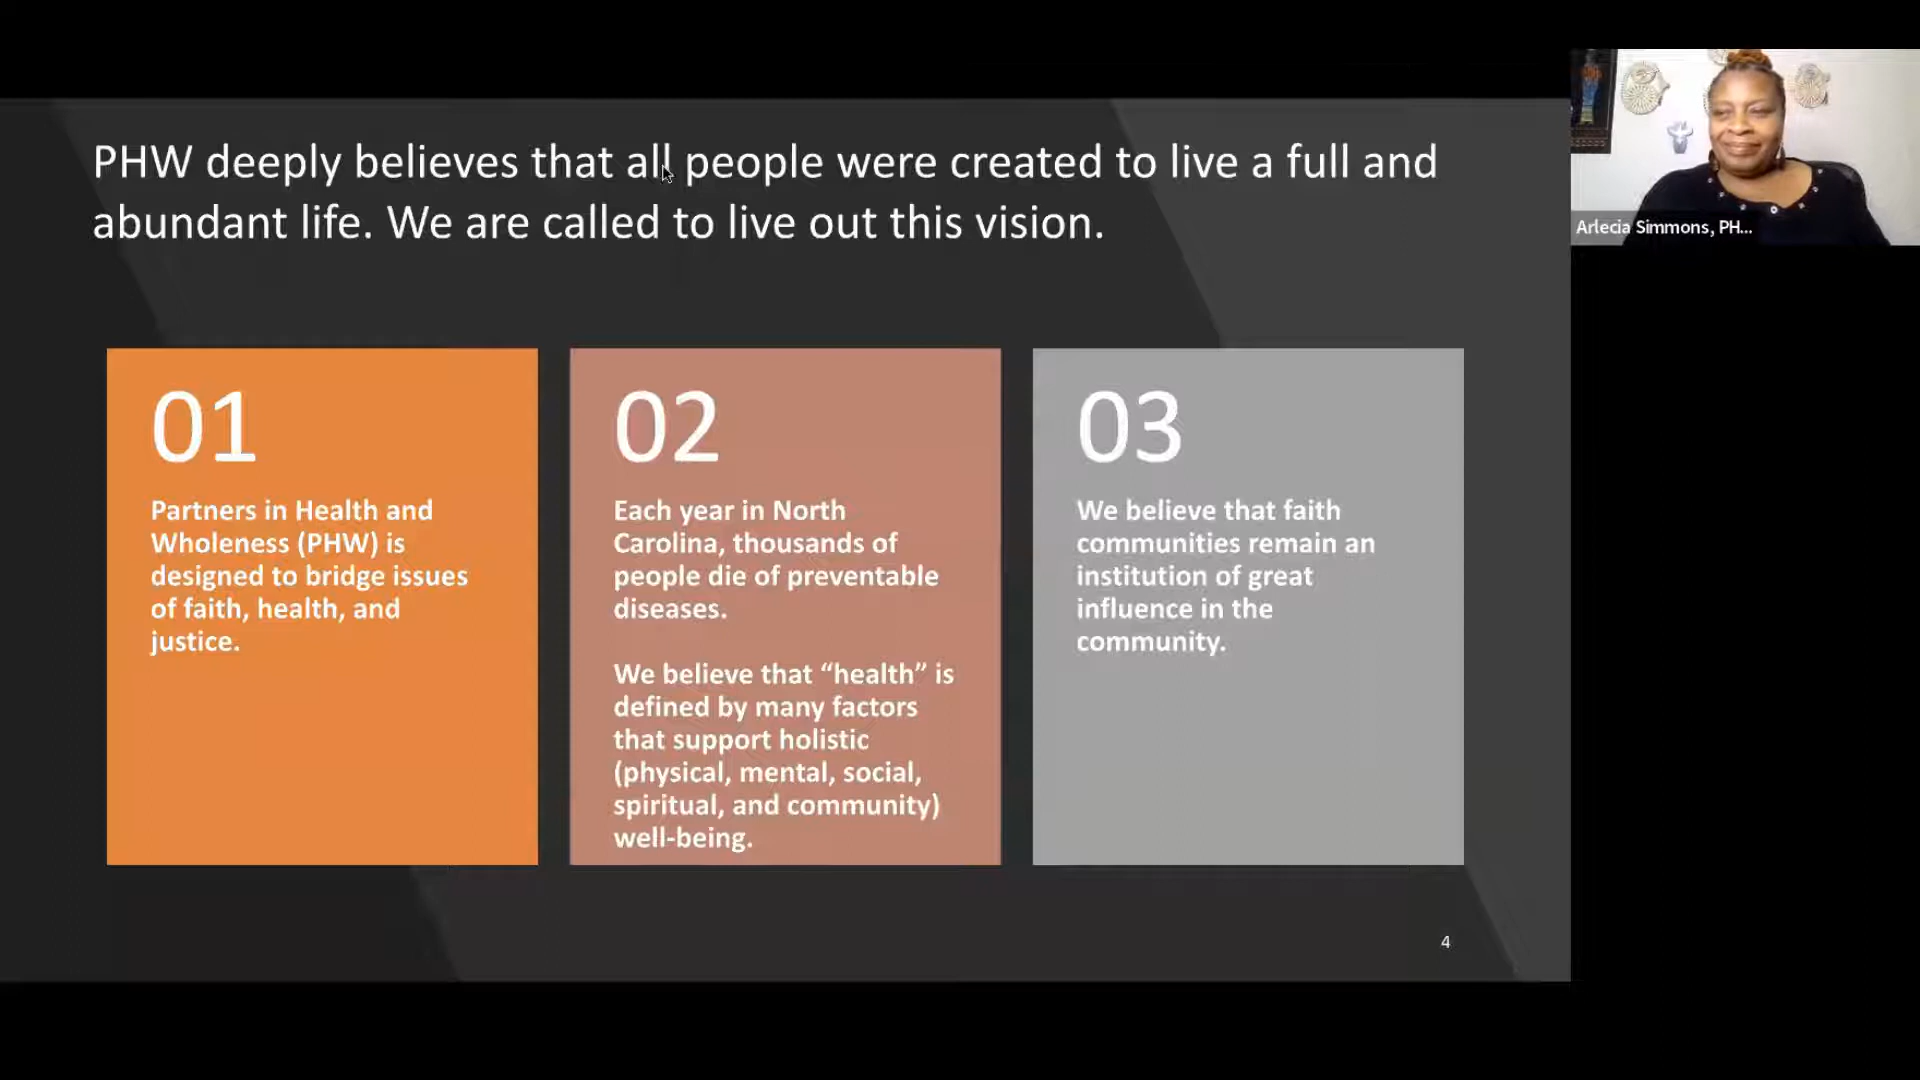 PHW deeply believes that all people were created to live a full and
abundant life. We are called to live out this vision.
01
Partners in Health and
Wholeness (PHW) is
designed to bridge issues
of faith, health, and
justice.
02
Each year in North
Carolina, thousands of
people die of preventable
diseases.
We believe that “health” is
defined by many factors
that support holistic
(physical, mental, social,
spiritual, and community)
well-being.
03
We believe that faith
communities remain an
institution of great
influence in the
community.
4
Arlecia Simmons, PH...